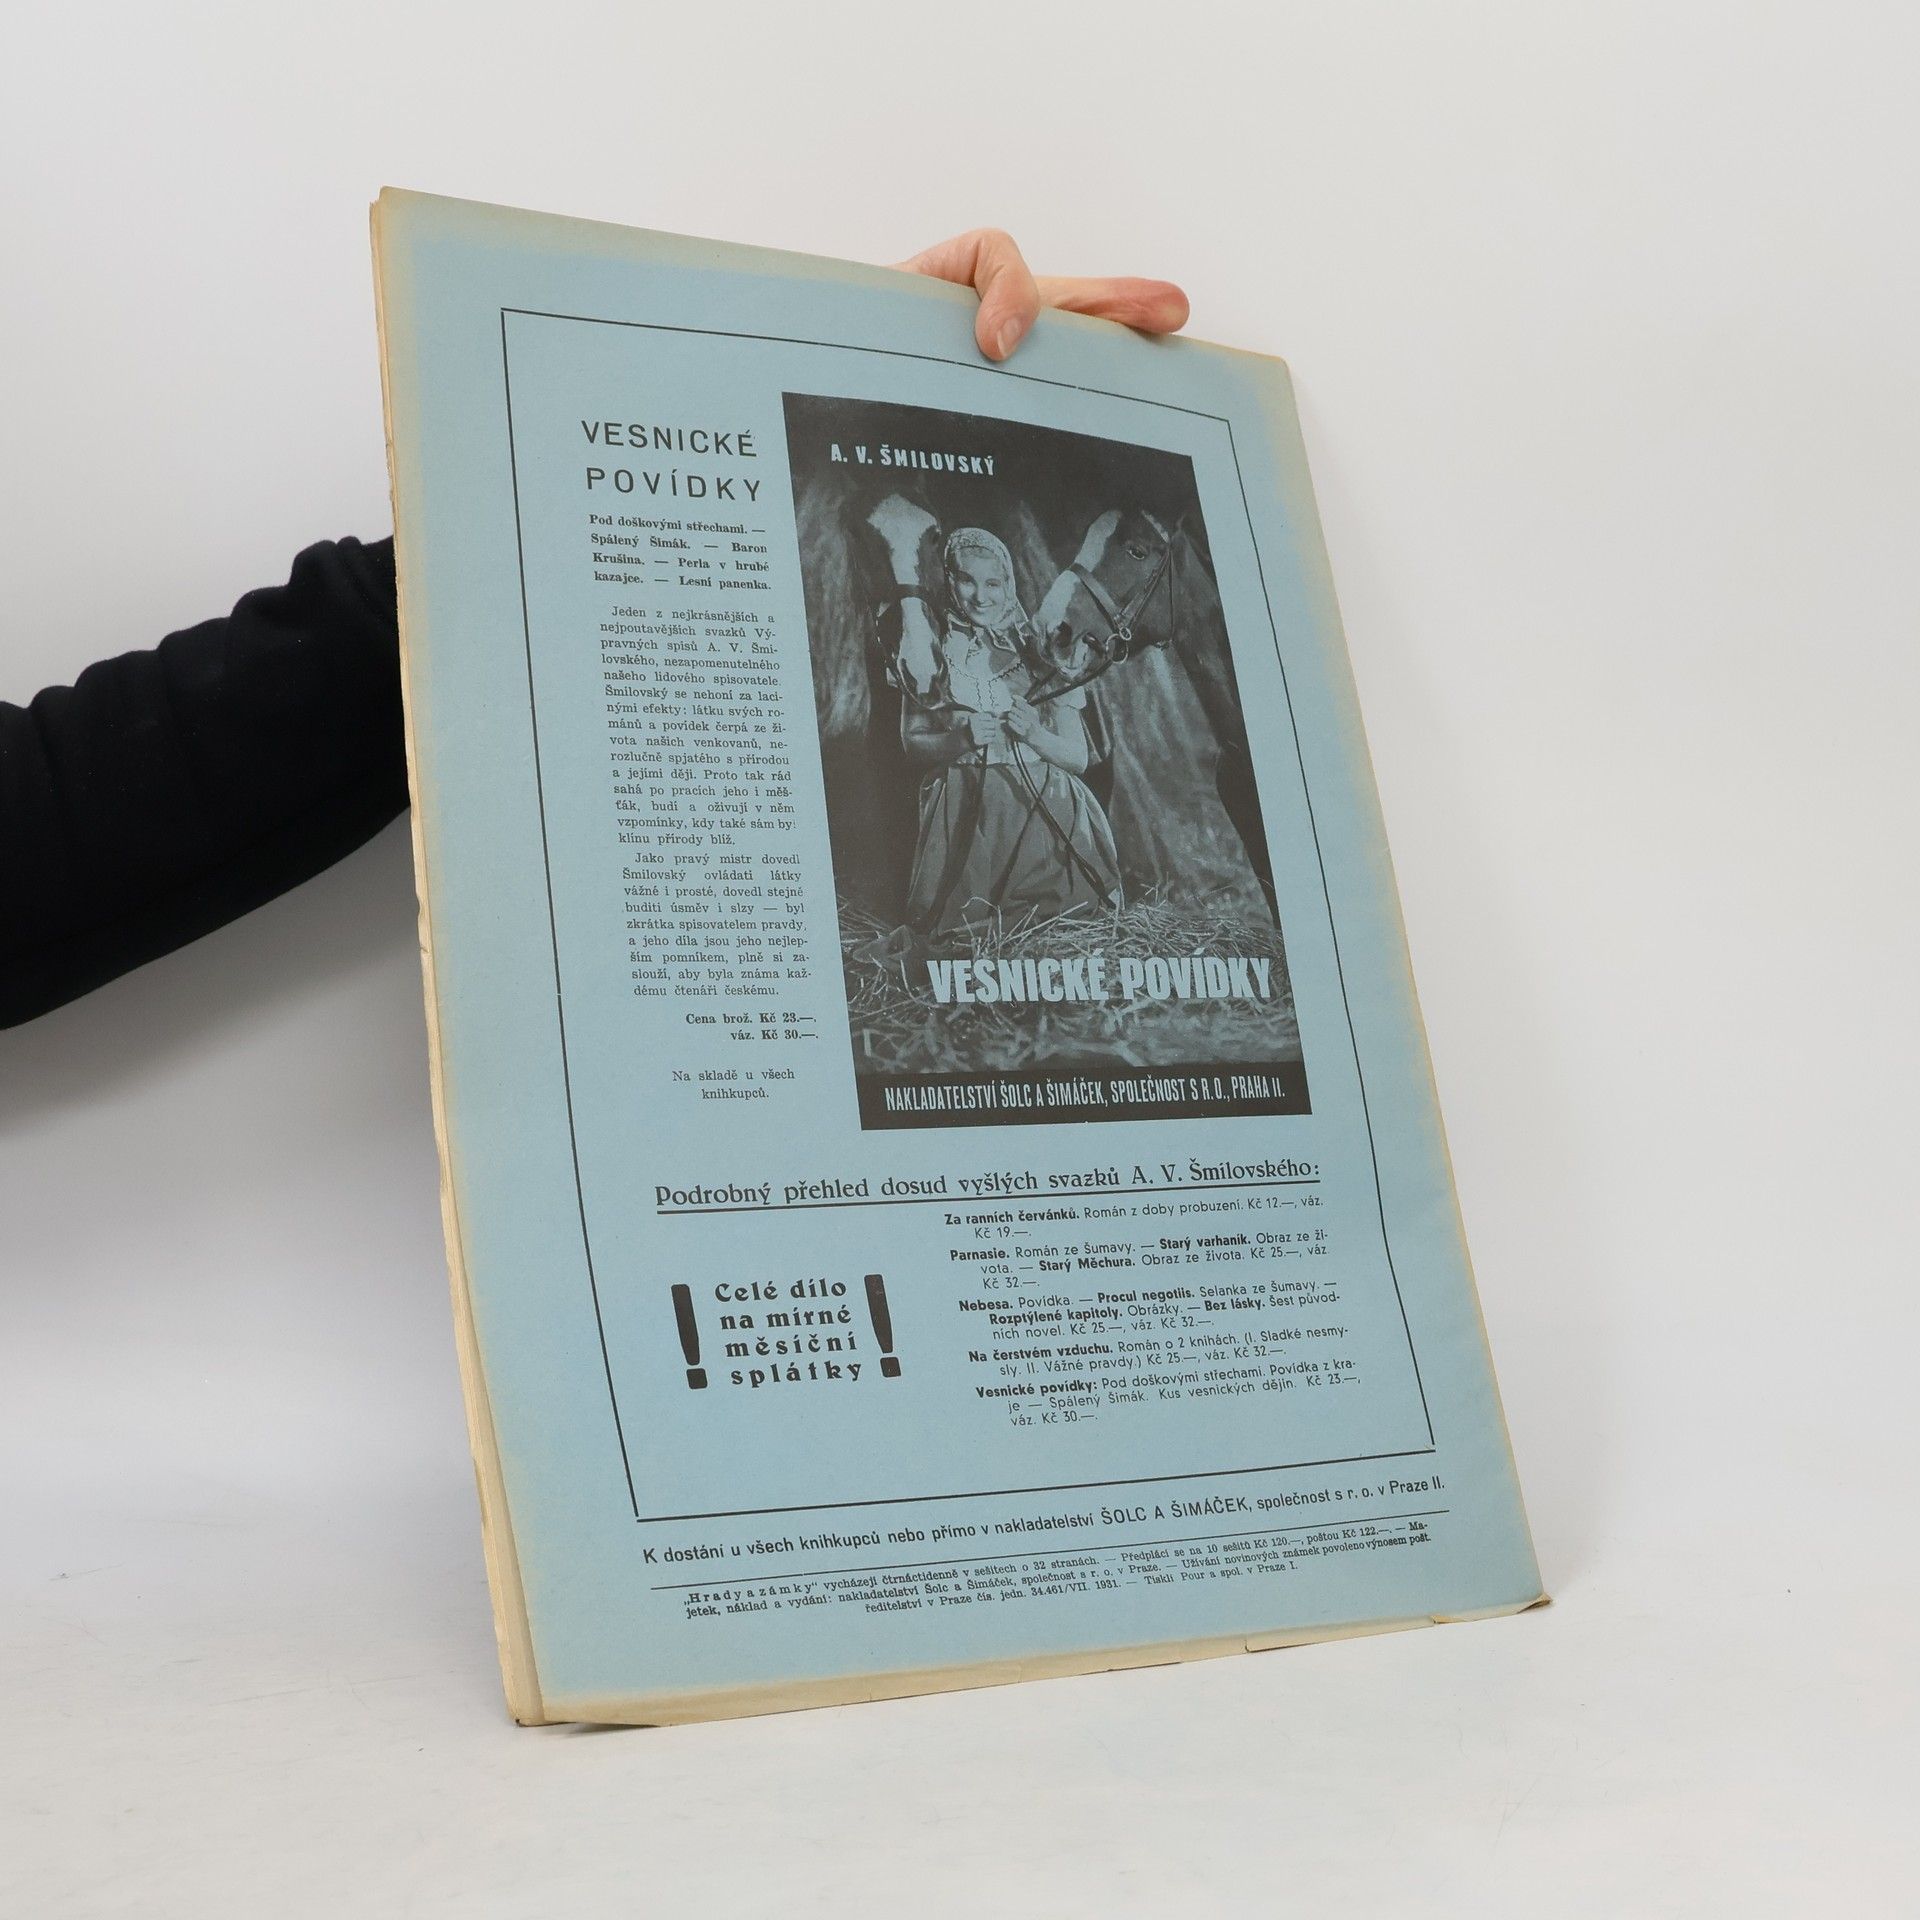 VESNICKÉ
POVÍDKY
Pod doškovými střechami. —
Spálený Šimák. — Baron
Krušina. — Perla v hrubé
kazajce. — Lesní panenka.
Jeden z nejkrásnějších a
nejpoutavějších svazků Vý-
pravných spisů A. V. Šmi-
lovského, nezapomenutelného
našeho lidového spisovatele.
Šmilovský se nehoní za laci-
nými efekty: látku svých ro-
mánů a povídek čerpá ze ži-
vota našich venkovanů, ne-
rozlučně spjatého s přírodou
a jejími ději. Proto tak rád
sahá po pracích jeho i měš-
ťák, budí a oživují v něm
vzpomínky, kdy také sám byl
klínu přírody blíž.
Jako pravý mistr dovedl
Šmilovský ovládati látky
vážné i prosté, dovedl stejně
buditi úsměv i slzy — byl
zkrátka spisovatelem pravdy,
a jeho díla jsou jeho nejlep-
ším pomníkem, plně si za-
slouží, aby byla známa kaž-
dému čtenáři českému.
Cena brož. Kč 23.—,
váz. Kč 30.—.
Na skladě u všech
knihkupců.
A. V. ŠMILOVSKÝ
VESNICKÉ POVÍDKY
NAKLADATELSTVÍ ŠOLC A ŠIMÁČEK, SPOLEČNOST S R. O., PRAHA II.
Podrobný přehled dosud vyšlých svazků A. V. Šmilovského:
! Celé dílo
na mírné
měsíční
splátky !
Za ranních červánků. Román z doby probuzení. Kč 12.—, váz.
Kč 19.—.
Parnasie. Román ze Šumavy. — Starý varhaník. Obraz ze ži-
vota. — Starý Měchura. Obraz ze života. Kč 25.—, váz.
Kč 32.—.
Nebesa. Povídka. — Procul negotiis. Selanka ze Šumavy. —
Rozptýlené kapitoly. Obrázky. — Bez lásky. Šest původ-
ních novel. Kč 25.—, váz. Kč 32.—.
Na čerstvém vzduchu. Román o 2 knihách. (I. Sladké nesmy-
sly. II. Vážné pravdy.) Kč 25.—, váz. Kč 32.—.
Vesnické povídky: Pod doškovými střechami. Povídka z kra-
je — Spálený Šimák. Kus vesnických dějin. Kč 23.—,
váz. Kč 30.—.
K dostání u všech knihkupců nebo přímo v nakladatelství ŠOLC A ŠIMÁČEK, společnost s r. o. v Praze II.
„Hrady a zámky“ vycházejí čtrnáctidenně v sešitech o 32 stranách. — Předplácí se na 10 sešitů Kč 120.—, poštou Kč 122.—. — Ma-
jetek, náklad a vydání: nakladatelství Šolc a Šimáček, společnost s r. o. v Praze. — Užívání novinových známek povoleno výnosem pošt.
ředitelství v Praze čís. jedn. 34.461/VII. 1931. — Tiskli Pour a spol. v Praze I.